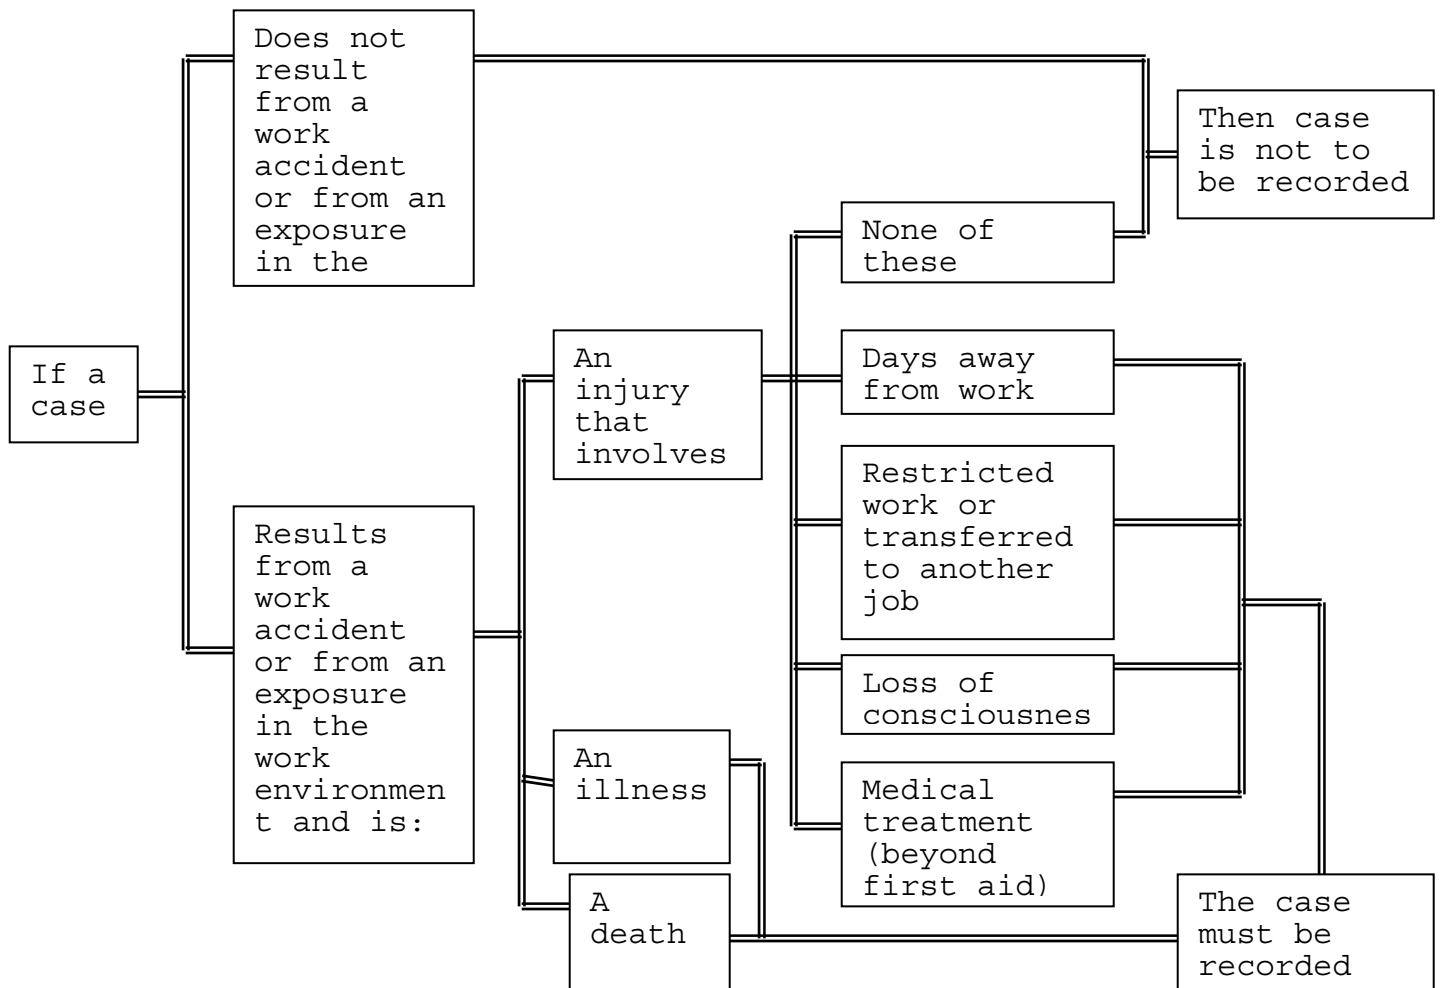 Does not
result
from a
work
accident
or from an
exposure
in the
Then case
is not to
be recorded
None of
these
If a
case
An
injury
that
involves
Days away
from work
Restricted
work or
transferred
to another
job
Results
from a
work
accident
or from an
exposure
in the
work
environmen
t and is:
Loss of
consciousnes
An
illness
Medical
treatment
(beyond
first aid)
A
death
The case
must be
recorded